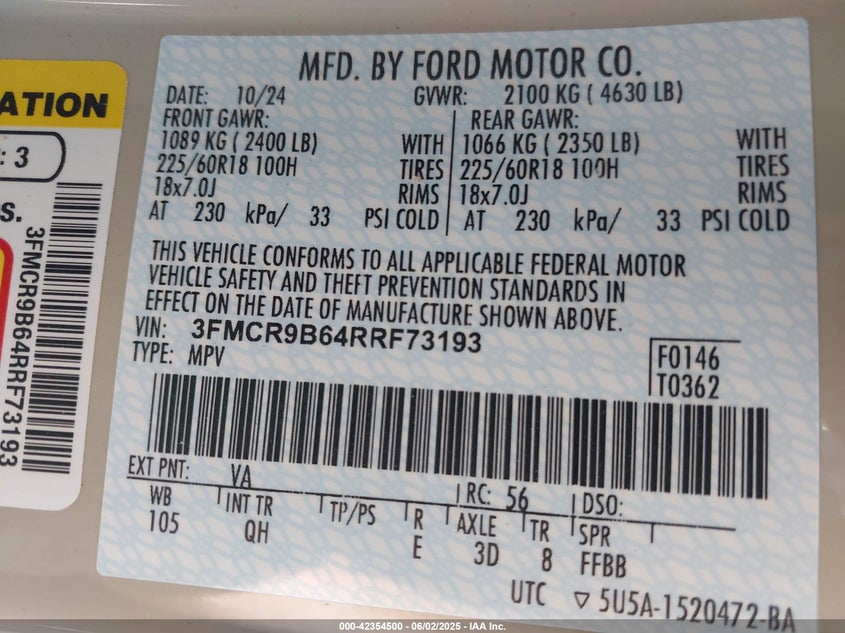 ATION
: 3
S.
3FMCR9B64RRF73193
MFD. BY FORD MOTOR CO.
DATE: 10/24 GVWR: 2100 KG ( 4630 LB)
FRONT GAWR: REAR GAWR:
1089 KG ( 2400 LB) WITH 1066 KG ( 2350 LB) WITH
225/60R18 100H TIRES 225/60R18 100H TIRES
18x7.0J RIMS 18x7.0J RIMS
AT 230 kPa/ 33 PSI COLD AT 230 kPa/ 33 PSI COLD
THIS VEHICLE CONFORMS TO ALL APPLICABLE FEDERAL MOTOR
VEHICLE SAFETY AND THEFT PREVENTION STANDARDS IN
EFFECT ON THE DATE OF MANUFACTURE SHOWN ABOVE.
VIN: 3FMCR9B64RRF73193
TYPE: MPV
F0146
T0362
EXT PNT: VA RC: 56 DSO:
WB INT TR TP/PS R AXLE TR SPR
105 QH E 3D 8 FFBB
UTC ▽ 5U5A-1520472-BA
000-42354500 - 06/02/2025 - IAA Inc.